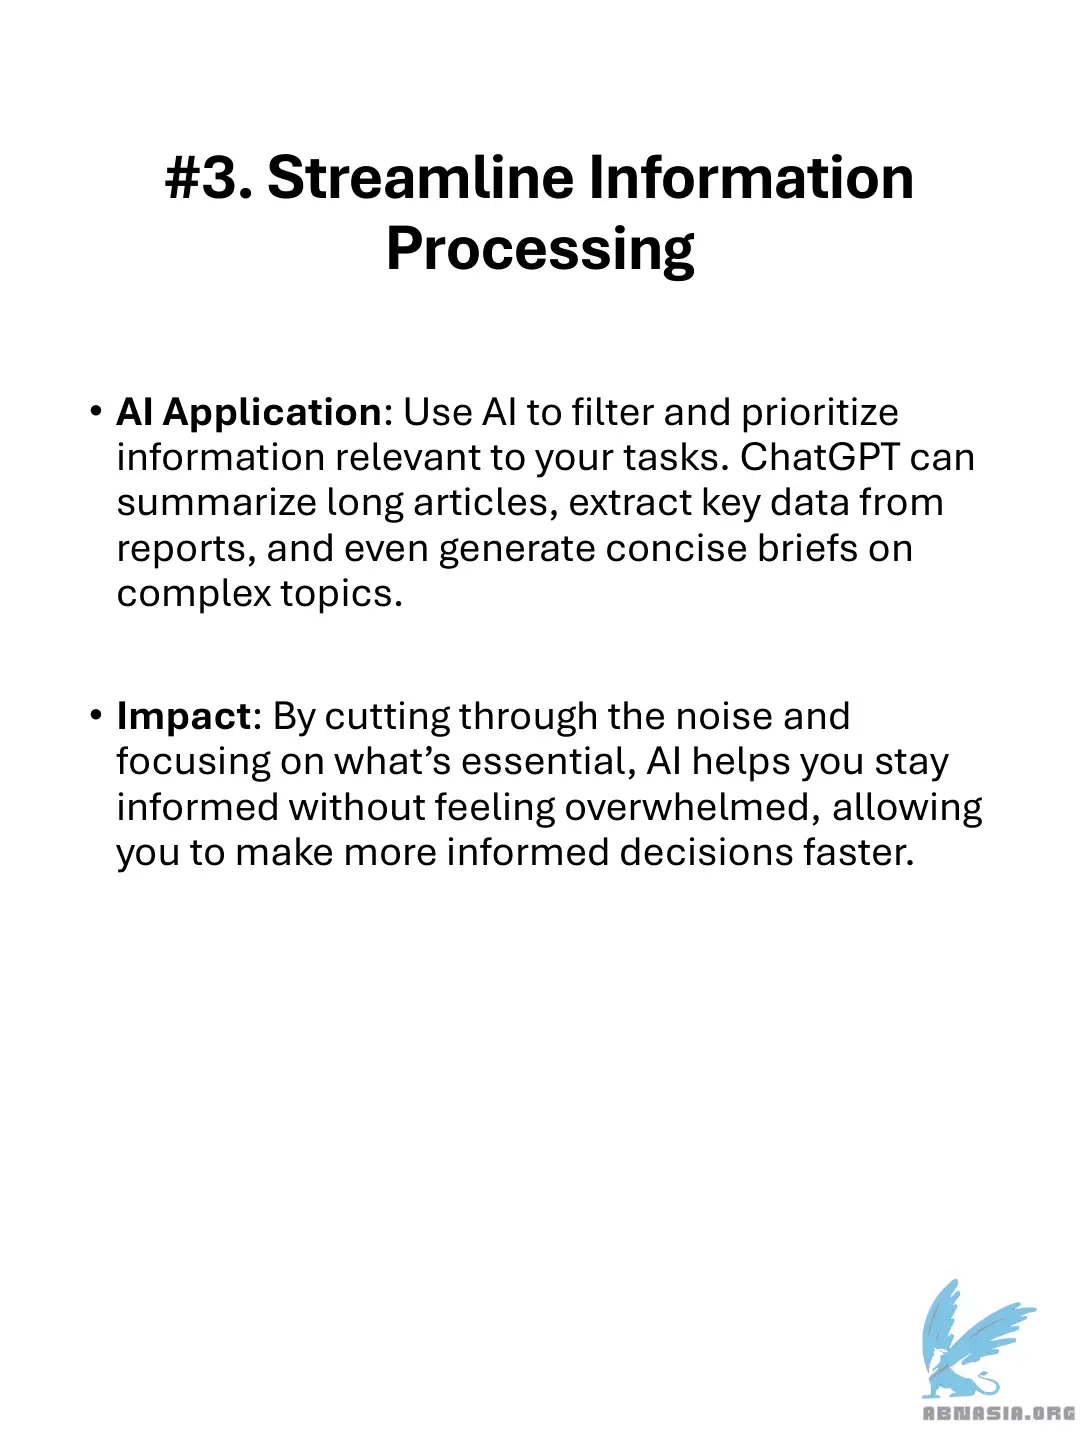 #3. Streamline Information
Processing
• AI Application: Use AI to filter and prioritize
information relevant to your tasks. ChatGPT can
summarize long articles, extract key data from
reports, and even generate concise briefs on
complex topics.
• Impact: By cutting through the noise and
focusing on what’s essential, AI helps you stay
informed without feeling overwhelmed, allowing
you to make more informed decisions faster.
ABNASIA.ORG